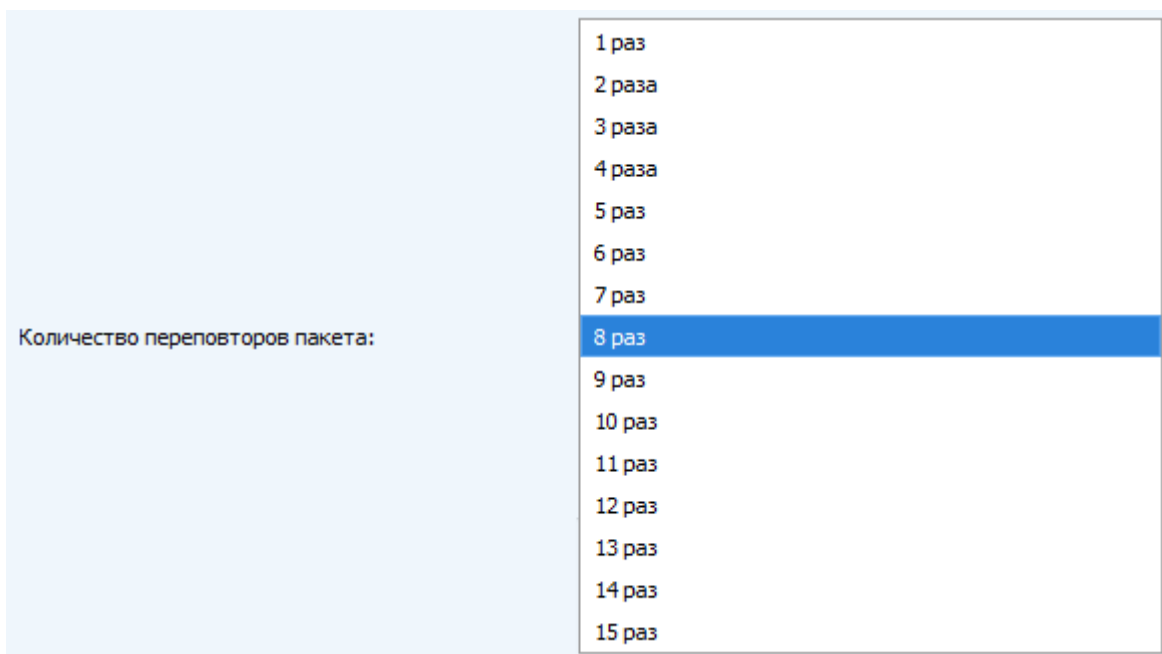 1 раз
2 раза
3 раза
4 раза
5 раз
6 раз
7 раз
Количество переповторов пакета:
8 раз
9 раз
10 раз
11 раз
12 раз
13 раз
14 раз
15 раз